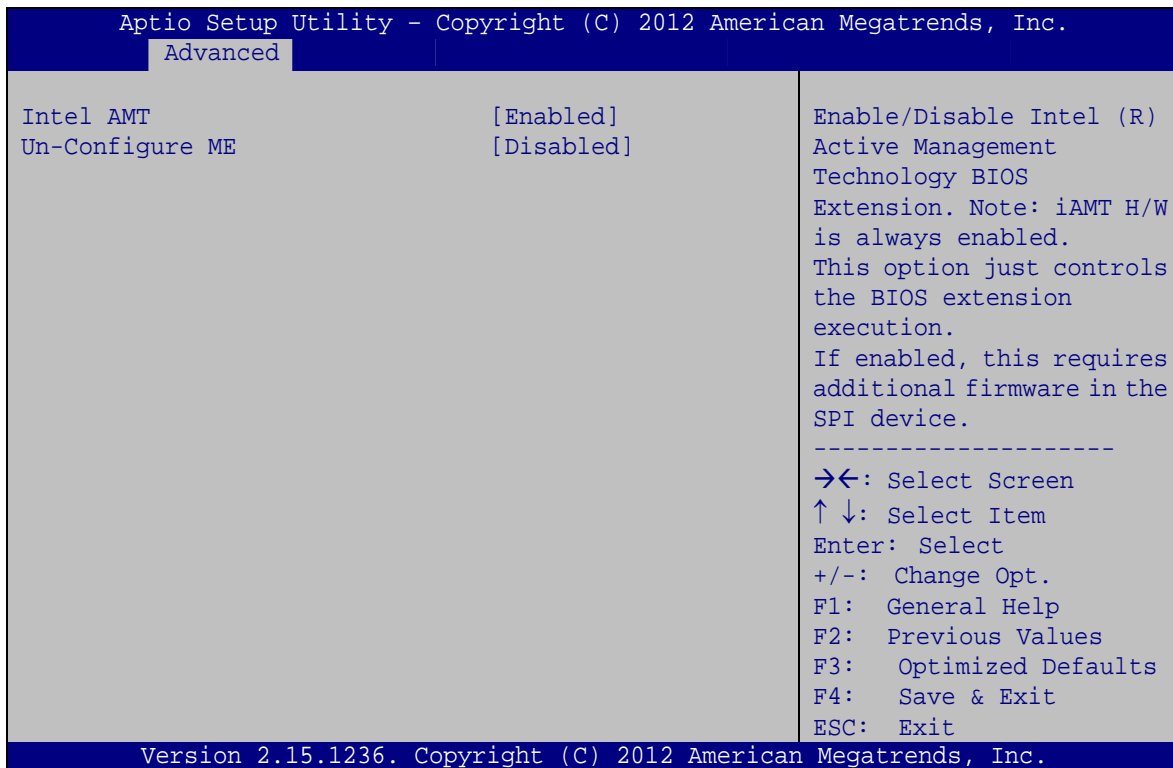 Aptio Setup Utility – Copyright (C) 2012 American Megatrends, Inc.
Advanced
Intel AMT [Enabled]
Un-Configure ME [Disabled]
Enable/Disable Intel (R)
Active Management
Technology BIOS
Extension. Note: iAMT H/W
is always enabled.
This option just controls
the BIOS extension
execution.
If enabled, this requires
additional firmware in the
SPI device.
---------------------
→←: Select Screen
↑ ↓: Select Item
Enter: Select
+/-: Change Opt.
F1: General Help
F2: Previous Values
F3: Optimized Defaults
F4: Save & Exit
ESC: Exit
Version 2.15.1236. Copyright (C) 2012 American Megatrends, Inc.